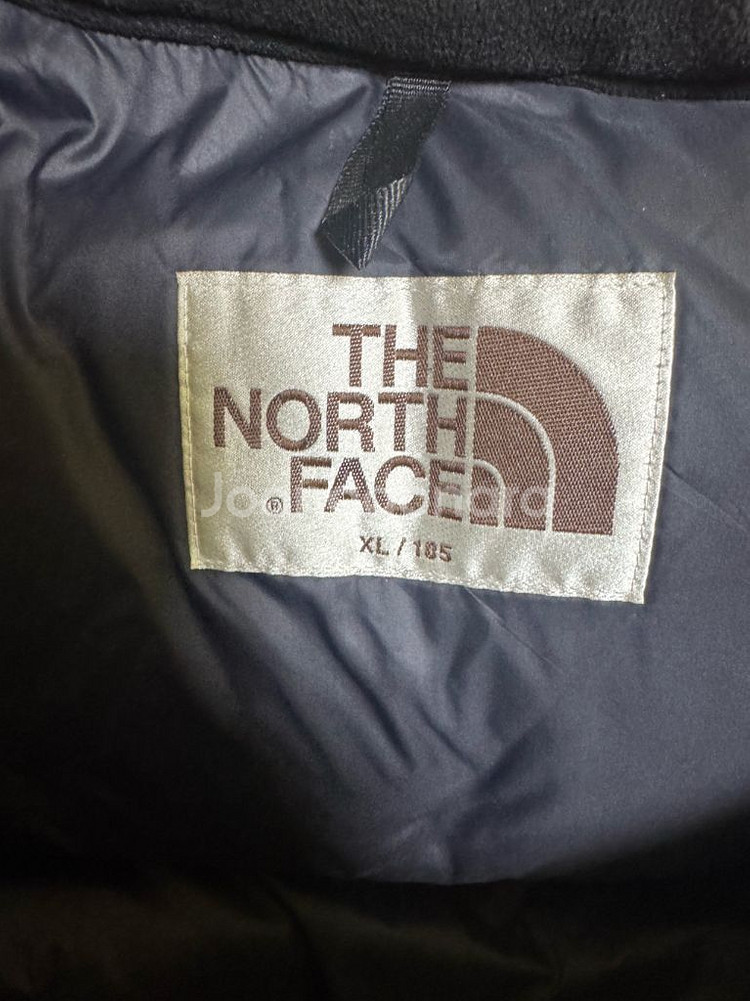 THE
NORTH
®FACE
XL / 105